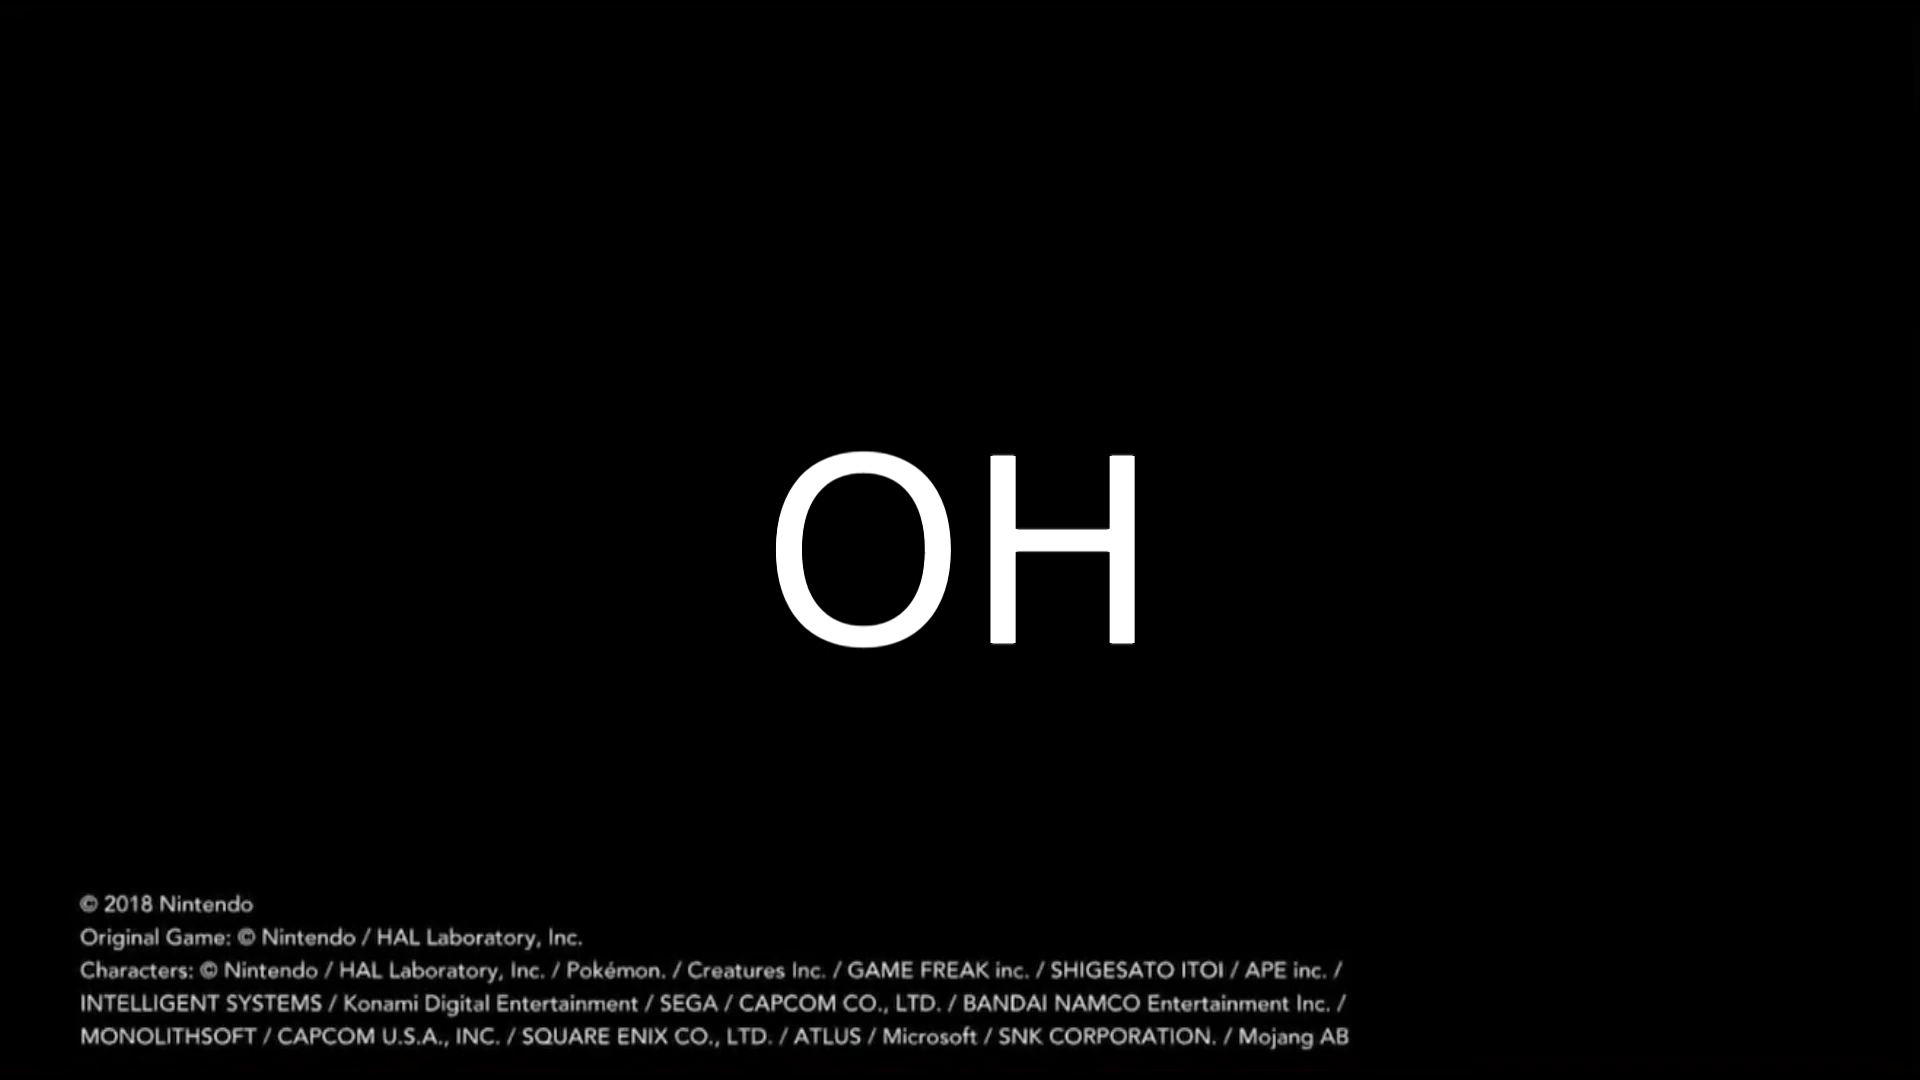 OH
© 2018 Nintendo
Original Game: © Nintendo / HAL Laboratory, Inc.
Characters: © Nintendo / HAL Laboratory, Inc. / Pokémon. / Creatures Inc. / GAME FREAK inc. / SHIGESATO ITOI / APE inc. /
INTELLIGENT SYSTEMS / Konami Digital Entertainment / SEGA / CAPCOM CO., LTD. / BANDAI NAMCO Entertainment Inc. /
MONOLITHSOFT / CAPCOM U.S.A., INC. / SQUARE ENIX CO., LTD. / ATLUS / Microsoft / SNK CORPORATION. / Mojang AB